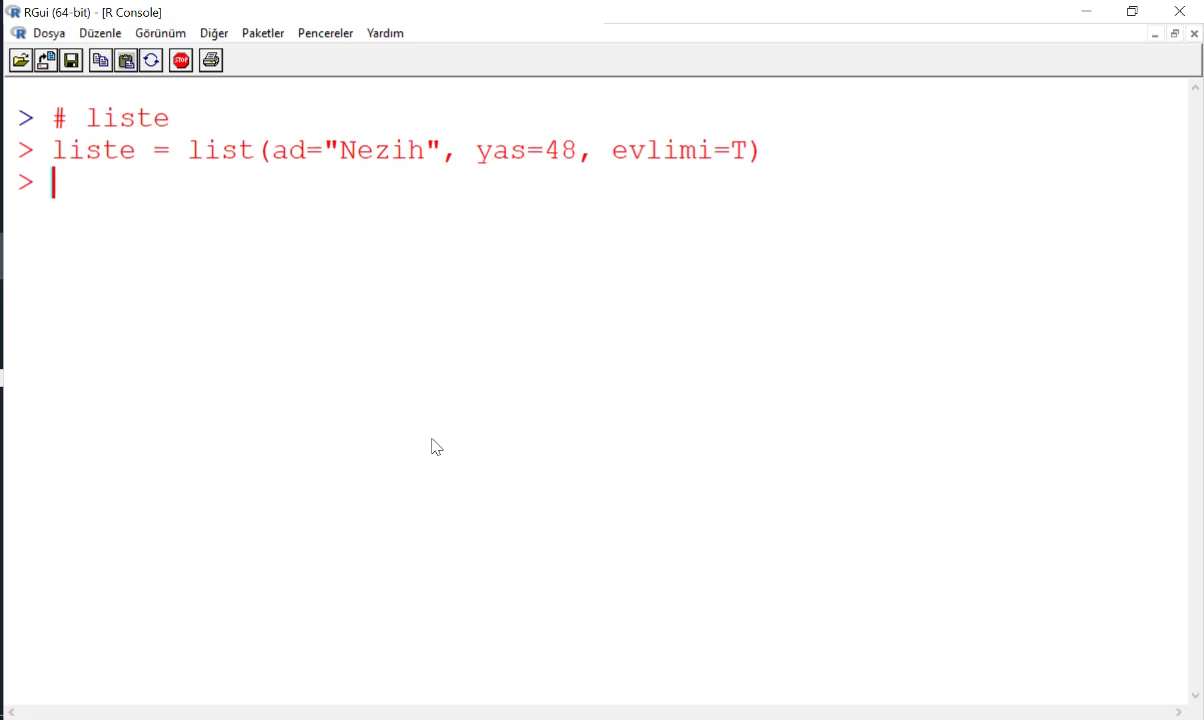 RGui (64-bit) - [R Console]
Dosya Düzenle Görünüm Diğer Paketler Pencereler Yardım
STOP
> # liste
> liste = list(ad="Nezih", yas=48, evlimi=T)
>